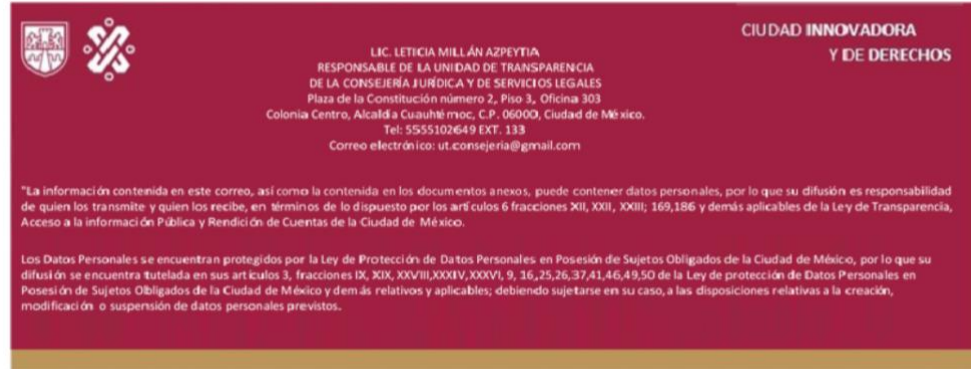 CIUDAD INNOVADORA
Y DE DERECHOS
LIC. LETICIA MILLÁN AZPEYTIA
RESPONSABLE DE LA UNIDAD DE TRANSPARENCIA
DE LA CONSEJERÍA JURÍDICA Y DE SERVICIOS LEGALES
Plaza de la Constitución número 2, Piso 3, Oficina 303
Colonia Centro, Alcaldía Cuauhtémoc, C.P. 06000, Ciudad de México.
Tel: 5555102649 EXT. 133
Correo electrónico: ut.consejeria@gmail.com
"La información contenida en este correo, así como la contenida en los documentos anexos, puede contener datos personales, por lo que su difusión es responsabilidad
de quien los transmite y quien los recibe, en términos de lo dispuesto por los artículos 6 fracciones XII, XXII, XXIII; 169,186 y demás aplicables de la Ley de Transparencia,
Acceso a la información Pública y Rendición de Cuentas de la Ciudad de México.
Los Datos Personales se encuentran protegidos por la Ley de Protección de Datos Personales en Posesión de Sujetos Obligados de la Ciudad de México, por lo que su
difusión se encuentra tutelada en sus artículos 3, fracciones IX, XIX, XXVIII,XXXIV,XXXVI, 9, 16,25,26,37,41,46,49,50 de la Ley de protección de Datos Personales en
Posesión de Sujetos Obligados de la Ciudad de México y demás relativos y aplicables; debiendo sujetarse en su caso, a las disposiciones relativas a la creación,
modificación o suspensión de datos personales previstos.